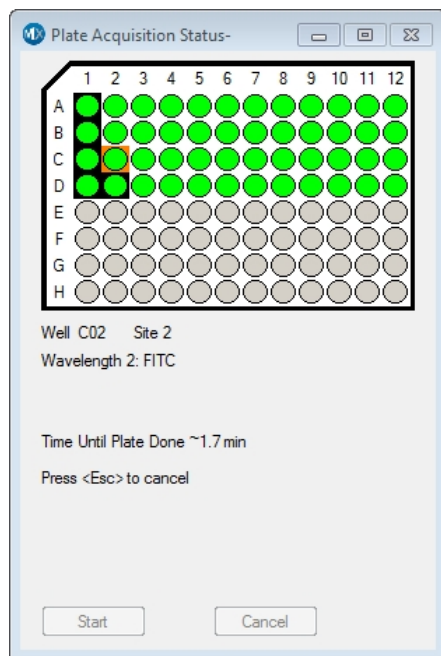 MX Plate Acquisition Status-
1 2 3 4 5 6 7 8 9 10 11 12
A
B
C
D
E
F
G
H
Well C02 Site 2
Wavelength 2: FITC
Time Until Plate Done ~1.7 min
Press <Esc> to cancel
Start Cancel